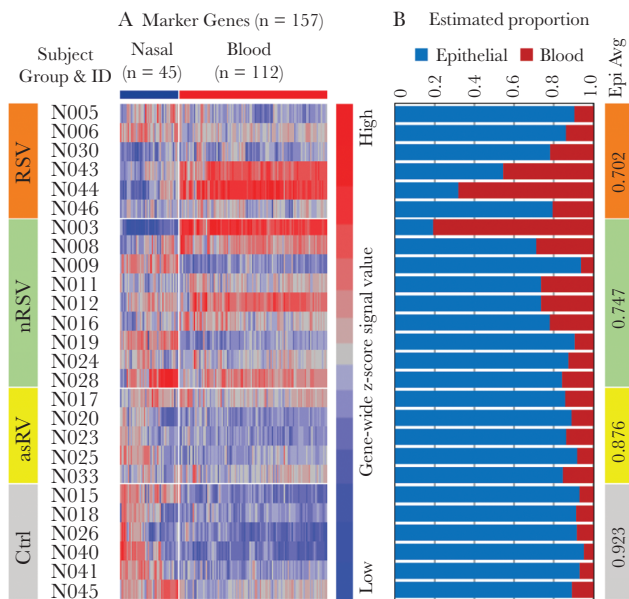 A Marker Genes (n = 157)
Subject
Group & ID
Nasal
(n = 45)
Blood
(n = 112)
RSV
N005
N006
N030
N043
N044
N046
nRSV
N003
N008
N009
N011
N012
N016
N019
N024
N028
asRV
N017
N020
N023
N025
N033
Ctrl
N015
N018
N026
N040
N041
N045
High
Gene-wide z-score signal value
Low
B Estimated proportion
Epithelial
Blood
0
0.2
0.4
0.6
0.8
1.0
Epi Avg
0.702
0.747
0.876
0.923